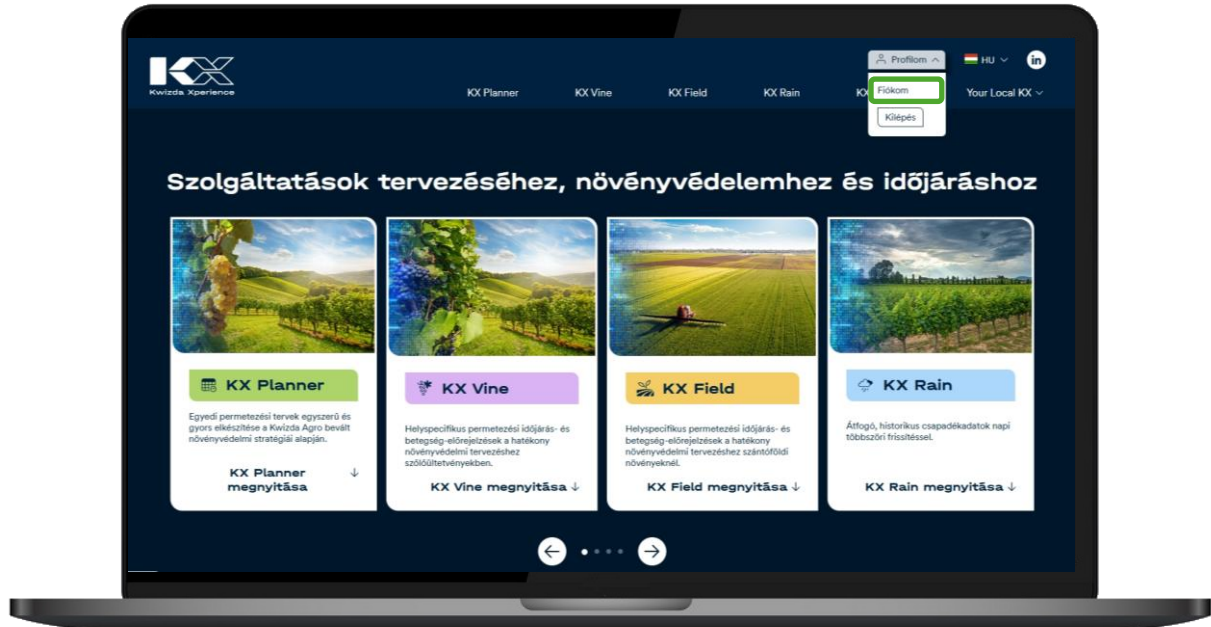 KX
Kwizda Xperience
Profilom
HU
in
KX Planner
KX Vine
KX Field
KX Rain
KX
Your Local KX
Fiókom
Kilépés
Szolgáltatások tervezéséhez, növényvédelemhez és időjáráshoz
KX Planner
Egyedi permetezési tervek egyszerű és
gyors elkészítése a Kwizda Agro bevált
növényvédelmi stratégiái alapján.
KX Planner
megnyitása
KX Vine
Helyspecifikus permetezési időjárás- és
betegség-előrejelzések a hatékony
növényvédelmi tervezéshez
szőlőültetvényekben.
KX Vine megnyitása
KX Field
Helyspecifikus permetezési időjárás- és
betegség-előrejelzések a hatékony
növényvédelmi tervezéshez szántóföldi
növényeknél.
KX Field megnyitása
KX Rain
Átfogó, historikus csapadékadatok napi
többszöri frissítéssel.
KX Rain megnyitása